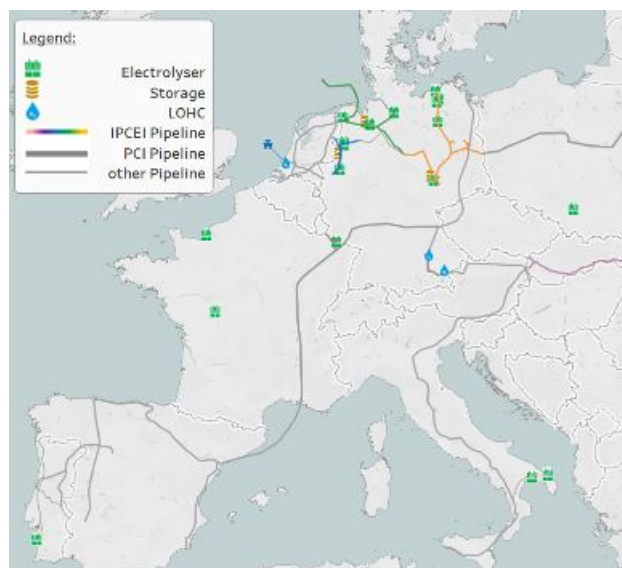 Legend:
Electrolyser
Storage
LOHC
IPCEI Pipeline
PCI Pipeline
other Pipeline